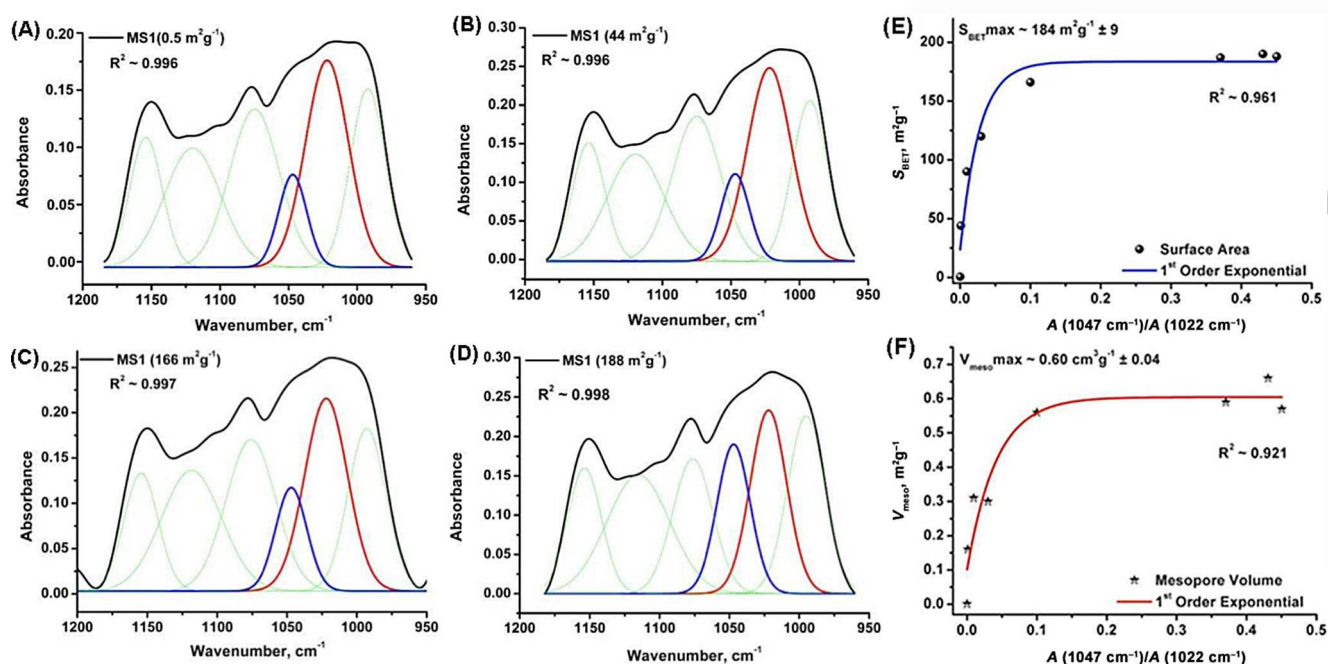 (A)
MS1(0.5 m²g⁻¹)
R² ~ 0.996
Absorbance
0.20
0.15
0.10
0.05
0.00
1200 1150 1100 1050 1000 950
Wavenumber, cm⁻¹
(B)
MS1 (44 m²g⁻¹)
R² ~ 0.996
Absorbance
0.30
0.25
0.20
0.15
0.10
0.05
0.00
1200 1150 1100 1050 1000 950
Wavenumber, cm⁻¹
(E)
S_BET max ~ 184 m²g⁻¹ ± 9
R² ~ 0.961
S_BET, m²g⁻¹
200
150
100
50
0
Surface Area
1st Order Exponential
0.0 0.1 0.2 0.3 0.4 0.5
A (1047 cm⁻¹)/A (1022 cm⁻¹)
(C)
MS1 (166 m²g⁻¹)
R² ~ 0.997
Absorbance
0.25
0.20
0.15
0.10
0.05
0.00
1200 1150 1100 1050 1000 950
Wavenumber, cm⁻¹
(D)
MS1 (188 m²g⁻¹)
R² ~ 0.998
Absorbance
0.30
0.25
0.20
0.15
0.10
0.05
0.00
1200 1150 1100 1050 1000 950
Wavenumber, cm⁻¹
(F)
V_meso max ~ 0.60 cm³g⁻¹ ± 0.04
R² ~ 0.921
V_meso, m²g⁻¹
0.7
0.6
0.5
0.4
0.3
0.2
0.1
0.0
Mesopore Volume
1st Order Exponential
0.0 0.1 0.2 0.3 0.4 0.5
A (1047 cm⁻¹)/A (1022 cm⁻¹)